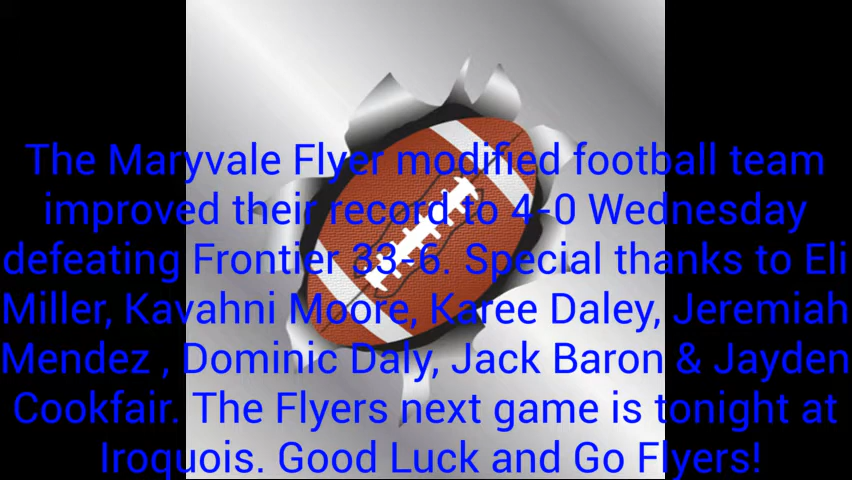 The Maryvale Flyer modified football team
improved their record to 4-0 Wednesday
defeating Frontier 33-6. Special thanks to Eli
Miller, Kavahni Moore, Karee Daley, Jeremiah
Mendez , Dominic Daly, Jack Baron & Jayden
Cookfair. The Flyers next game is tonight at
Iroquois. Good Luck and Go Flyers!